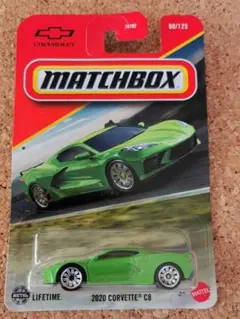 CHEVROLET
90/125
MATCHBOX
LIFETIME
2020 CORVETTE C8
MATTEL